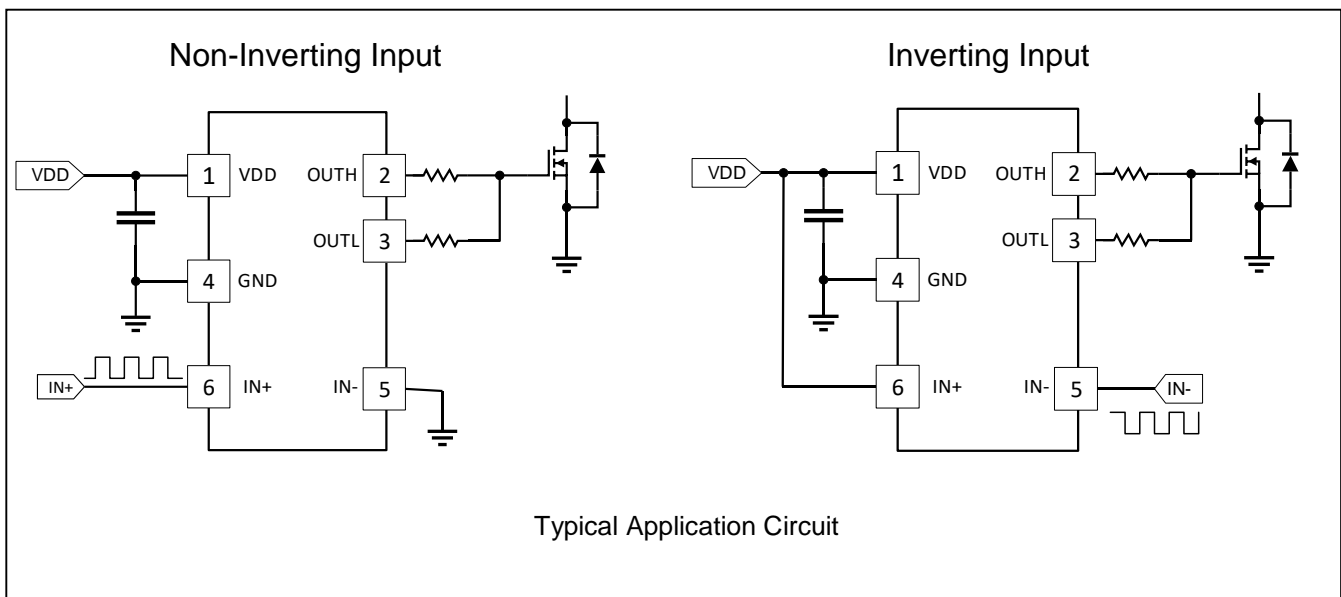 Non-Inverting Input
VDD
1 VDD
OUTH 2
OUTL 3
4 GND
IN+
6 IN+
IN- 5
Inverting Input
VDD
1 VDD
OUTH 2
OUTL 3
4 GND
6 IN+
IN- 5
IN-
Typical Application Circuit